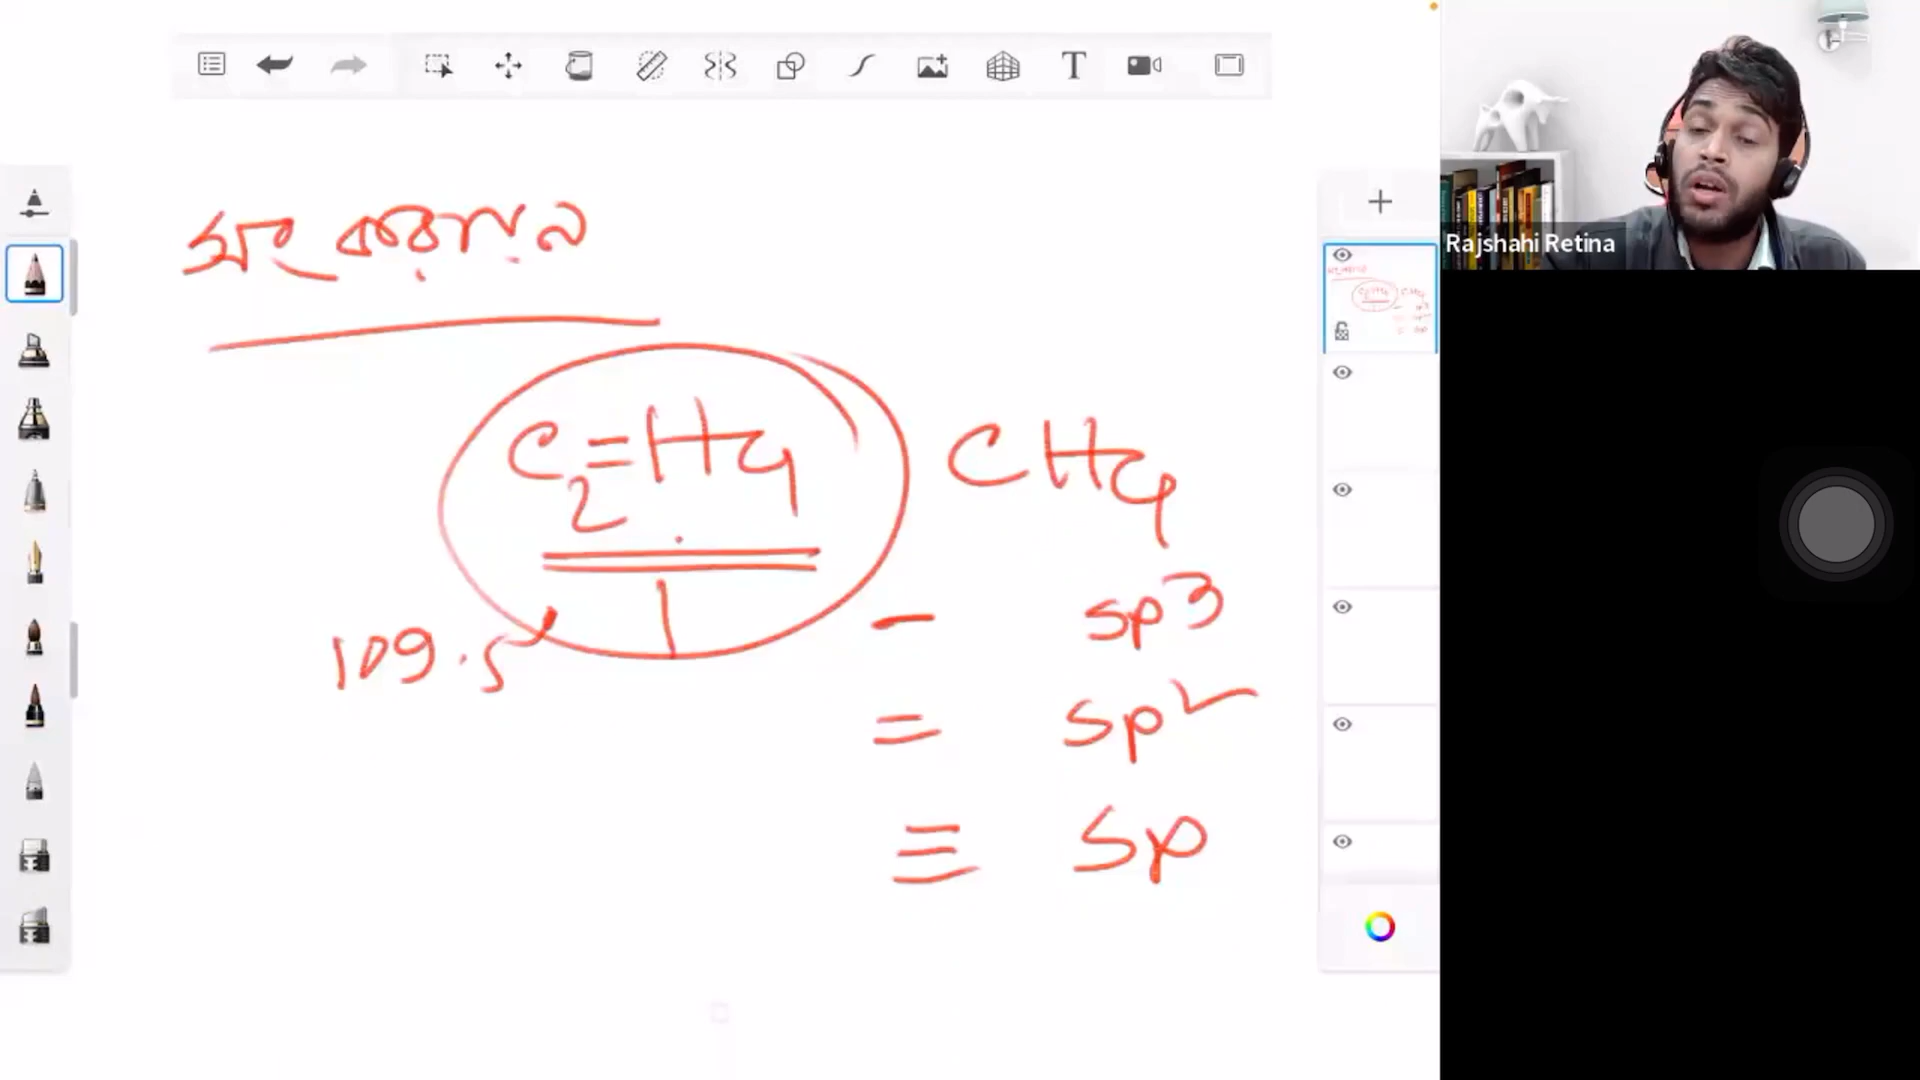 সংকরায়ন
C₂=H₄ CH₄
109.5
- sp3
= sp²
≡ sp
Rajshahi Retina